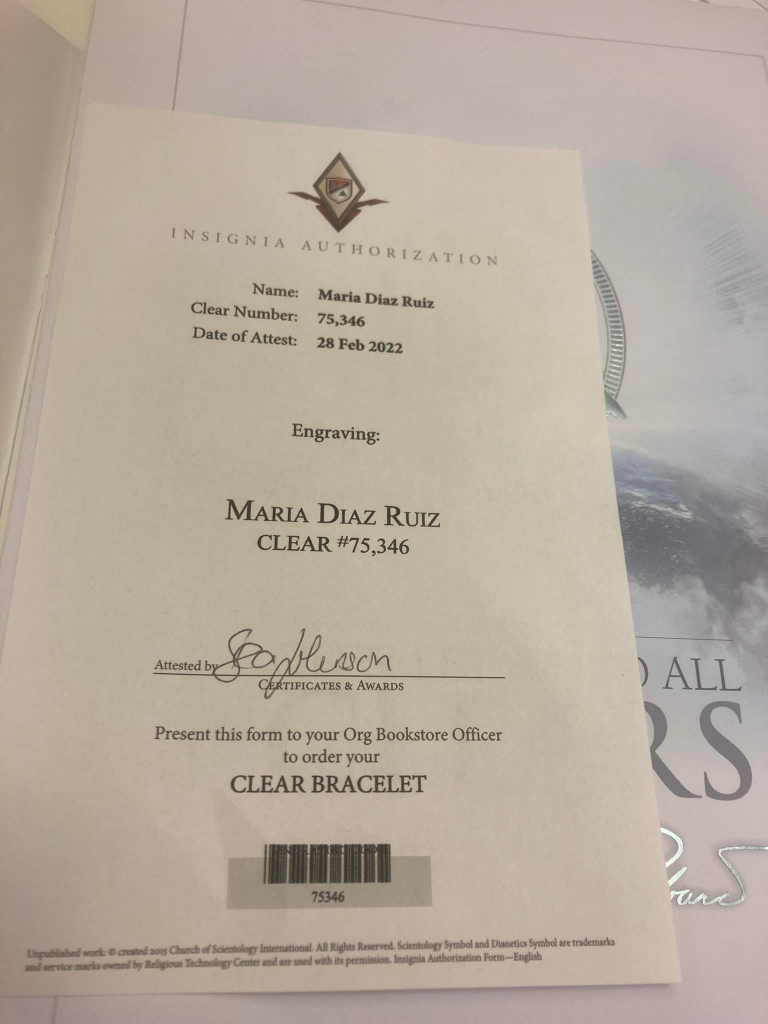 INSIGNIA AUTHORIZATION
Name: Maria Diaz Ruiz
Clear Number: 75,346
Date of Attest: 28 Feb 2022
Engraving:
MARIA DIAZ RUIZ
CLEAR #75,346
Attested by
CERTIFICATES & AWARDS
Present this form to your Org Bookstore Officer
to order your
CLEAR BRACELET
75346
Unpublished work: © created 2015 Church of Scientology International. All Rights Reserved. Scientology Symbol and Dianetics Symbol are trademarks
and service marks owned by Religious Technology Center and are used with its permission. Insignia Authorization Form—English
ALL
RS